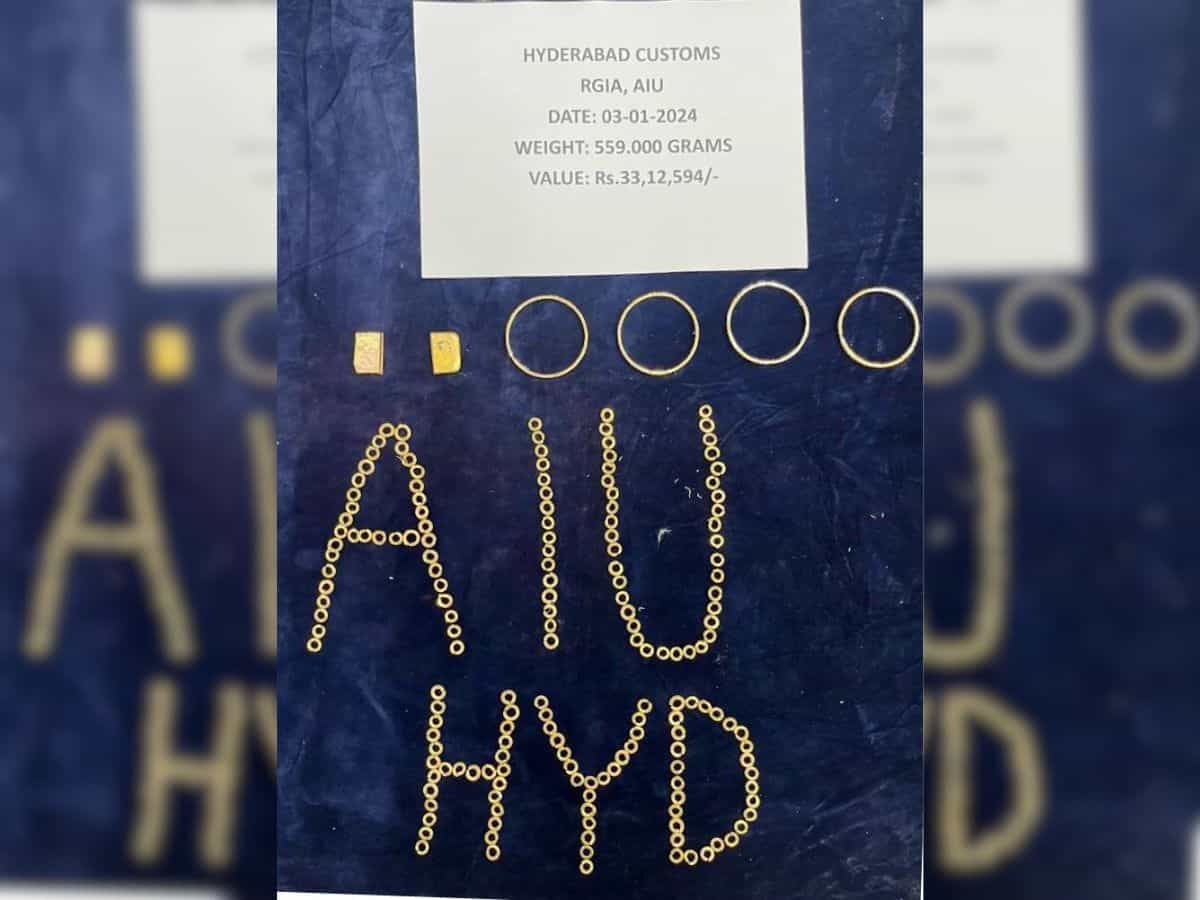 HYDERABAD CUSTOMS
RGIA, AIU
DATE: 03-01-2024
WEIGHT: 559.000 GRAMS
VALUE: Rs.33,12,594/-
AIU
HYD